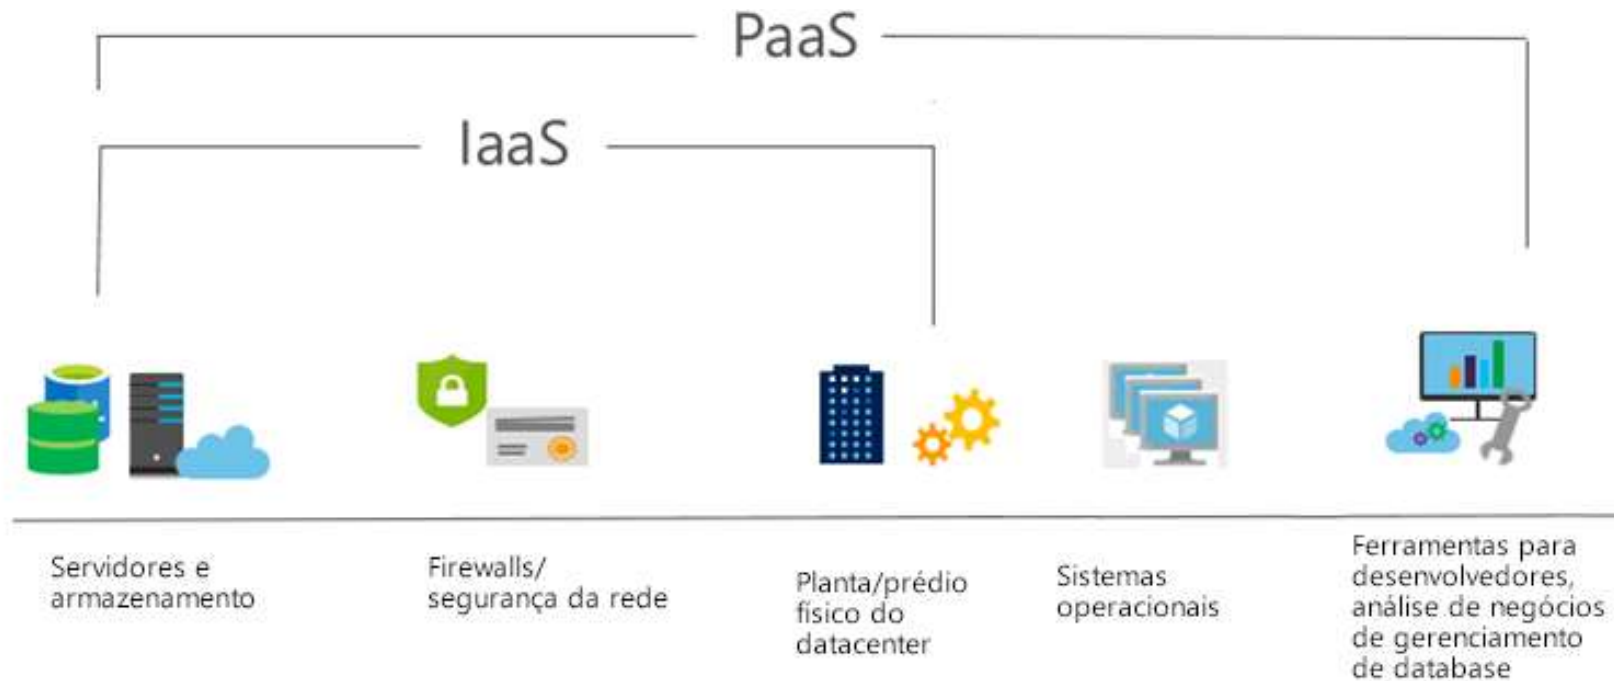 PaaS
IaaS
Servidores e
armazenamento
Firewalls/
segurança da rede
Planta/prédio
físico do
datacenter
Sistemas
operacionais
Ferramentas para
desenvolvedores,
análise de negócios
de gerenciamento
de database